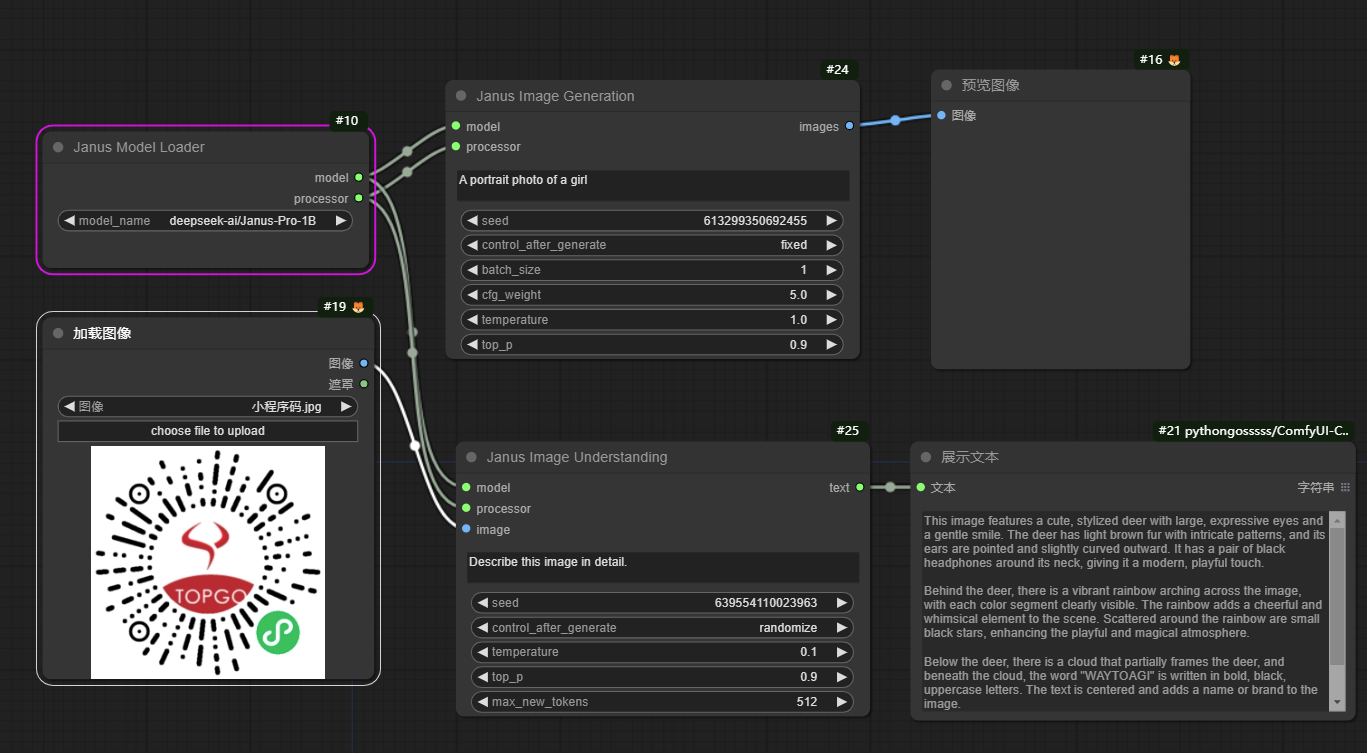 #10
Janus Model Loader
model
processor
model_name deepseek-ai/Janus-Pro-1B
#19
加载图像
图像
遮罩
图像 小程序码.jpg
choose file to upload
TOPGO
#24
Janus Image Generation
model images
processor
A portrait photo of a girl
seed 613299350692455
control_after_generate fixed
batch_size 1
cfg_weight 5.0
temperature 1.0
top_p 0.9
#16
预览图像
图像
#25
Janus Image Understanding
model text
processor
image
Describe this image in detail.
seed 639554110023963
control_after_generate randomize
temperature 0.1
top_p 0.9
max_new_tokens 512
#21 pythongosssss/ComfyUI-C..
展示文本
文本 字符串
This image features a cute, stylized deer with large, expressive eyes and
a gentle smile. The deer has light brown fur with intricate patterns, and its
ears are pointed and slightly curved outward. It has a pair of black
headphones around its neck, giving it a modern, playful touch.
Behind the deer, there is a vibrant rainbow arching across the image,
with each color segment clearly visible. The rainbow adds a cheerful and
whimsical element to the scene. Scattered around the rainbow are small
black stars, enhancing the playful and magical atmosphere.
Below the deer, there is a cloud that partially frames the deer, and
beneath the cloud, the word "WAYTOAGI" is written in bold, black,
uppercase letters. The text is centered and adds a name or brand to the
image.